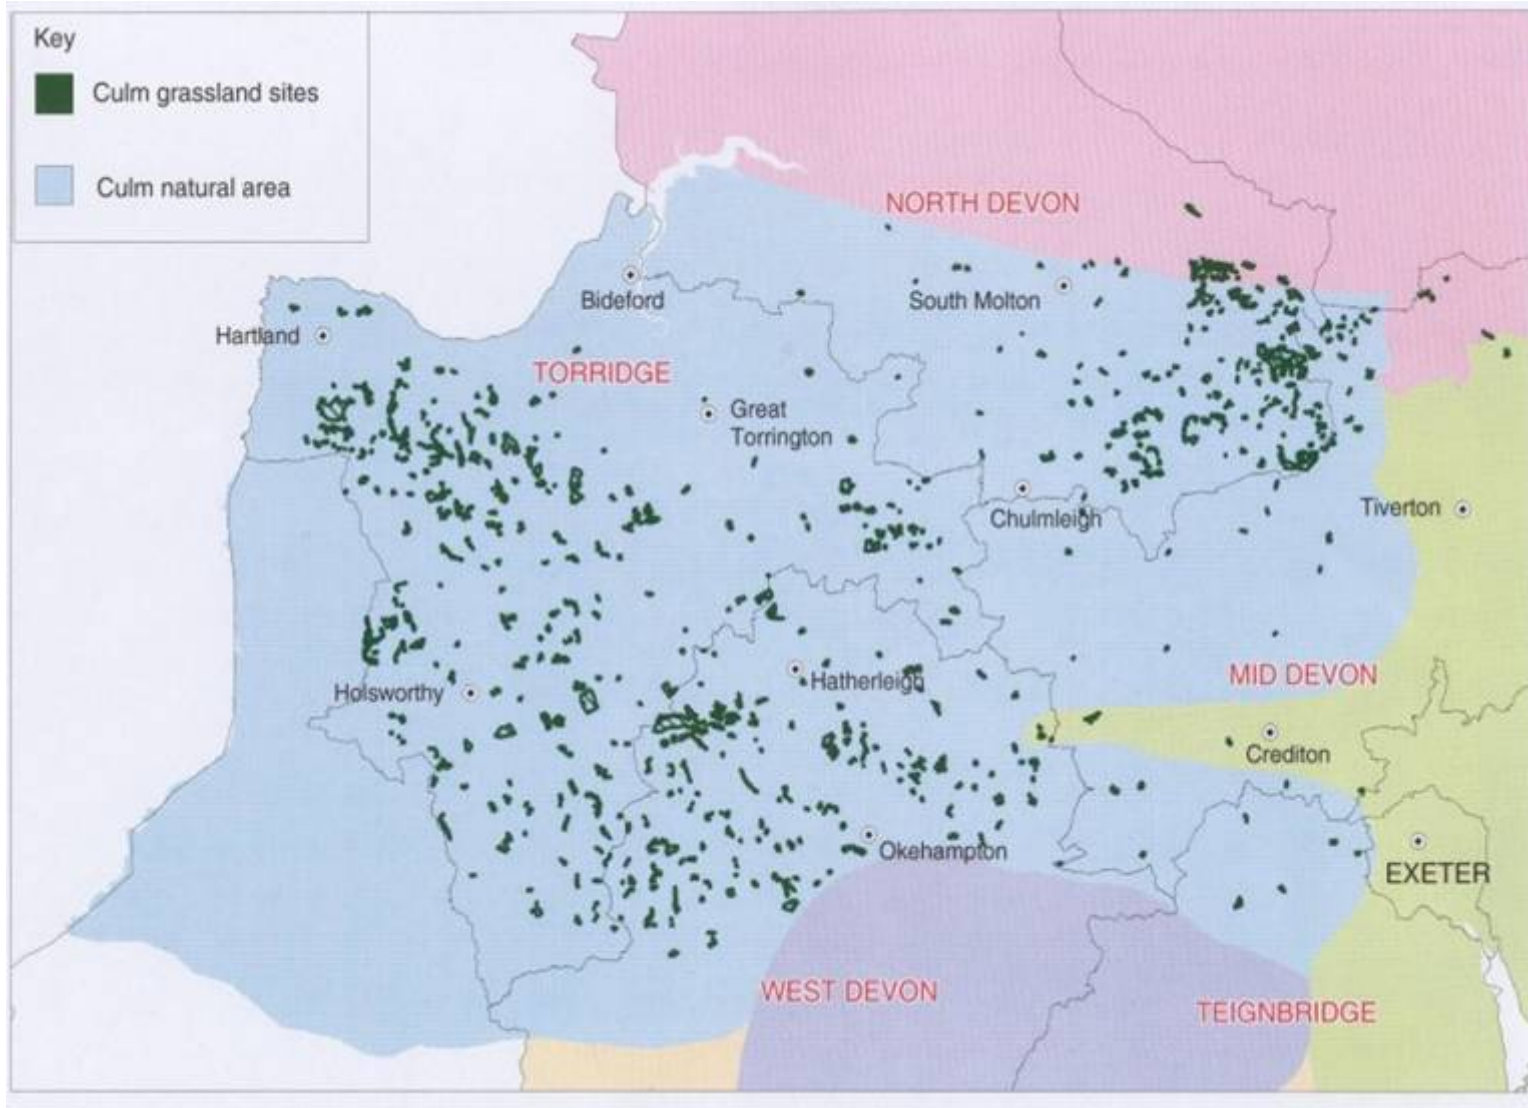 Key
Culm grassland sites
Culm natural area
NORTH DEVON
Bideford
South Molton
Hartland
TORRIDGE
Great
Torrington
Chulmleigh
Tiverton
MID DEVON
Hatherleigh
Holsworthy
Crediton
Okehampton
EXETER
WEST DEVON
TEIGNBRIDGE